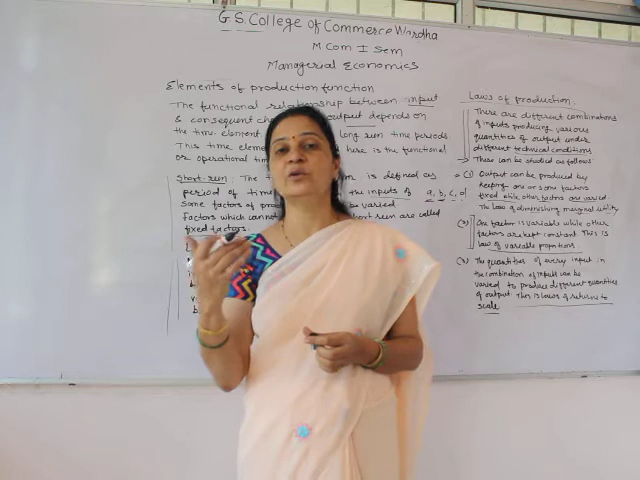 G.S. College of Commerce Wardha
M Com I Sem
Managerial Economics
Elements of production function
The functional relationship between input
& consequent output depends on
the time element long run time periods
This time here is the functional
or operational
Short-run: The is defined as
period of the inputs of a, b, c, d
some factors of be varied
Factors which run are called
fixed factors.
Laws of production:
There are different combinations
of inputs producing various
quantities of output under
different technical conditions
These can be studied as follows
(1) Output can be produced by
keeping one or some factors
fixed while other factors are varied.
The law of diminishing marginal utility
(2) One factor is variable while other
factors are kept constant This is
law of variable proportions
(3) The quantities of every input in
the combination of inputs can be
varied to produce different quantities
of output. This is laws of returns to
scale